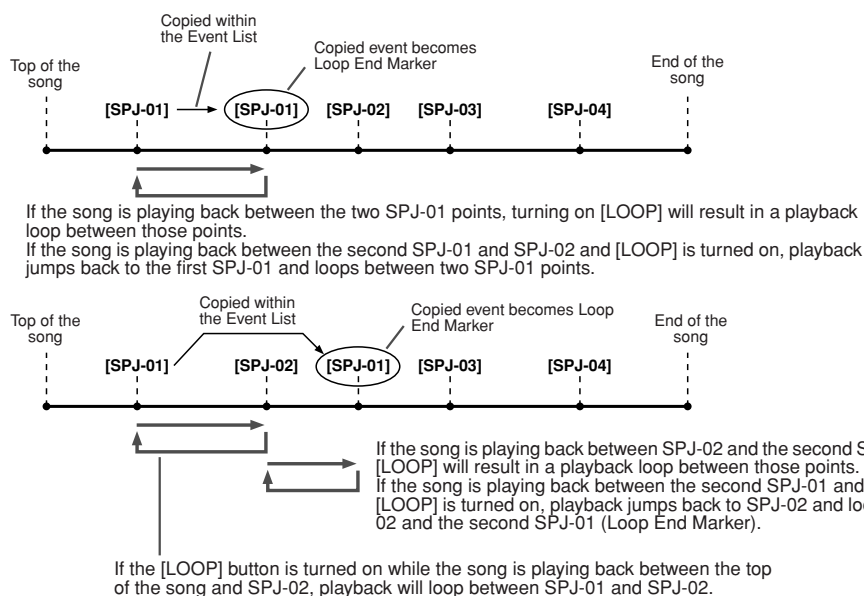 Copied within
the Event List
Copied event becomes
Loop End Marker
Top of the
song
End of the
song
[SPJ-01] [SPJ-01] [SPJ-02] [SPJ-03] [SPJ-04]
If the song is playing back between the two SPJ-01 points, turning on [LOOP] will result in a playback
loop between those points.
If the song is playing back between the second SPJ-01 and SPJ-02 and [LOOP] is turned on, playback
jumps back to the first SPJ-01 and loops between two SPJ-01 points.
Copied within
the Event List
Copied event becomes Loop
End Marker
Top of the
song
End of the
song
[SPJ-01] [SPJ-02] [SPJ-01] [SPJ-03] [SPJ-04]
If the song is playing back between SPJ-02 and the second
[LOOP] will result in a playback loop between those points.
If the song is playing back between the second SPJ-01 and
[LOOP] is turned on, playback jumps back to SPJ-02 and
02 and the second SPJ-01 (Loop End Marker).
If the [LOOP] button is turned on while the song is playing back between the top
of the song and SPJ-02, playback will loop between SPJ-01 and SPJ-02.